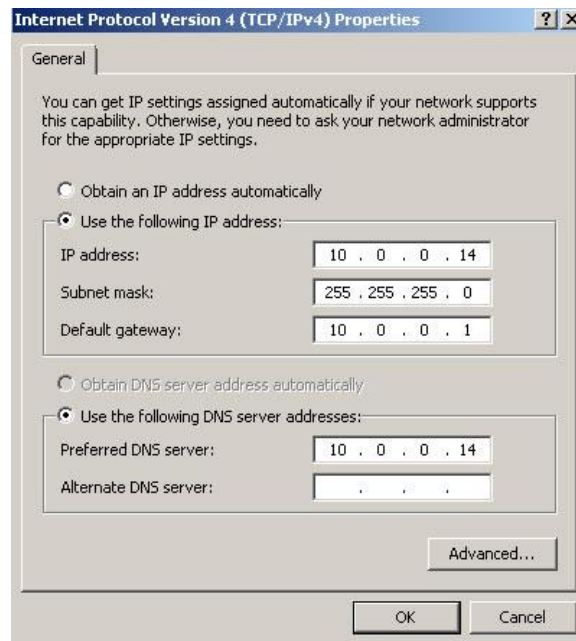 Internet Protocol Version 4 (TCP/IPv4) Properties ? X
General
You can get IP settings assigned automatically if your network supports
this capability. Otherwise, you need to ask your network administrator
for the appropriate IP settings.
Obtain an IP address automatically
Use the following IP address:
IP address: 10 . 0 . 0 . 14
Subnet mask: 255 . 255 . 255 . 0
Default gateway: 10 . 0 . 0 . 1
Obtain DNS server address automatically
Use the following DNS server addresses:
Preferred DNS server: 10 . 0 . 0 . 14
Alternate DNS server: . . .
Advanced...
OK Cancel